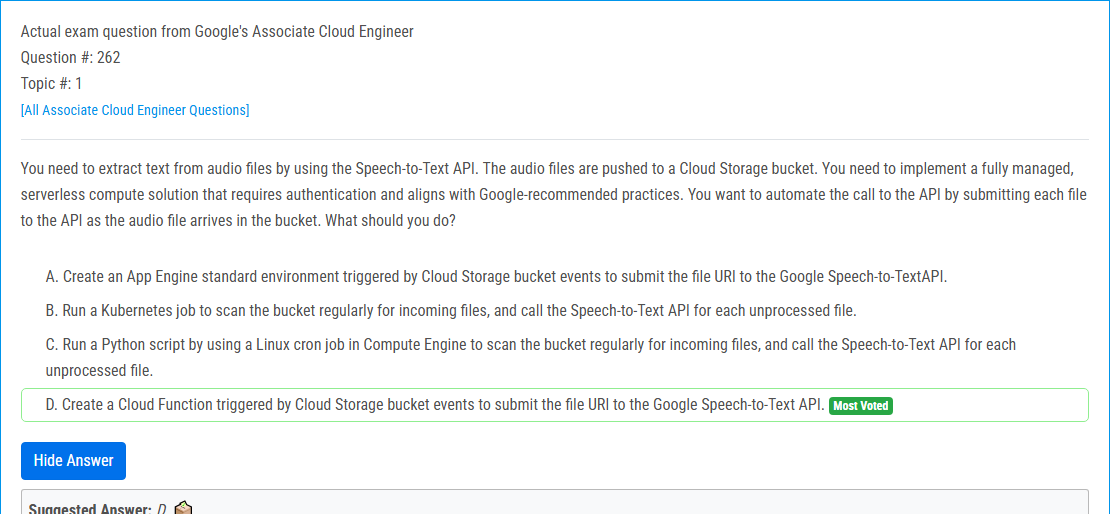 Actual exam question from Google's Associate Cloud Engineer
Question #: 262
Topic #: 1
[All Associate Cloud Engineer Questions]
You need to extract text from audio files by using the Speech-to-Text API. The audio files are pushed to a Cloud Storage bucket. You need to implement a fully managed,
serverless compute solution that requires authentication and aligns with Google-recommended practices. You want to automate the call to the API by submitting each file
to the API as the audio file arrives in the bucket. What should you do?
A. Create an App Engine standard environment triggered by Cloud Storage bucket events to submit the file URI to the Google Speech-to-TextAPI.
B. Run a Kubernetes job to scan the bucket regularly for incoming files, and call the Speech-to-Text API for each unprocessed file.
C. Run a Python script by using a Linux cron job in Compute Engine to scan the bucket regularly for incoming files, and call the Speech-to-Text API for each
unprocessed file.
D. Create a Cloud Function triggered by Cloud Storage bucket events to submit the file URI to the Google Speech-to-Text API. Most Voted
Hide Answer
Suggested Answer: D